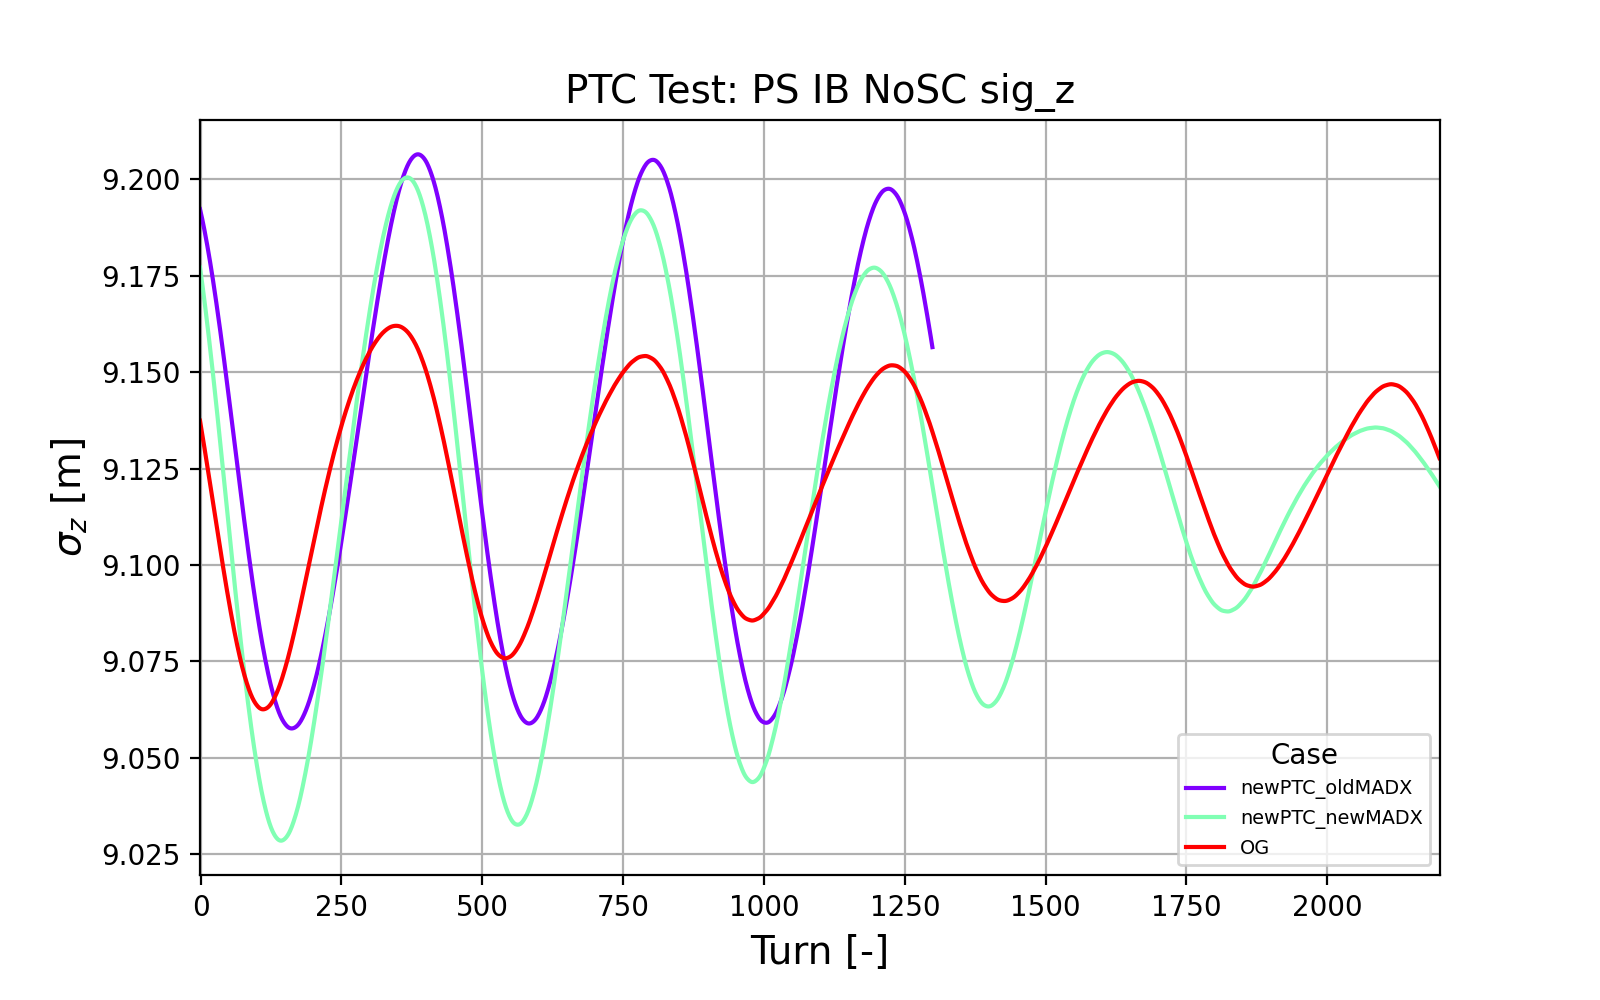 PTC Test: PS IB NoSC sig_z
σz [m]
9.200
9.175
9.150
9.125
9.100
9.075
9.050
9.025
0 250 500 750 1000 1250 1500 1750 2000
Turn [-]
Case
newPTC_oldMADX
newPTC_newMADX
OG